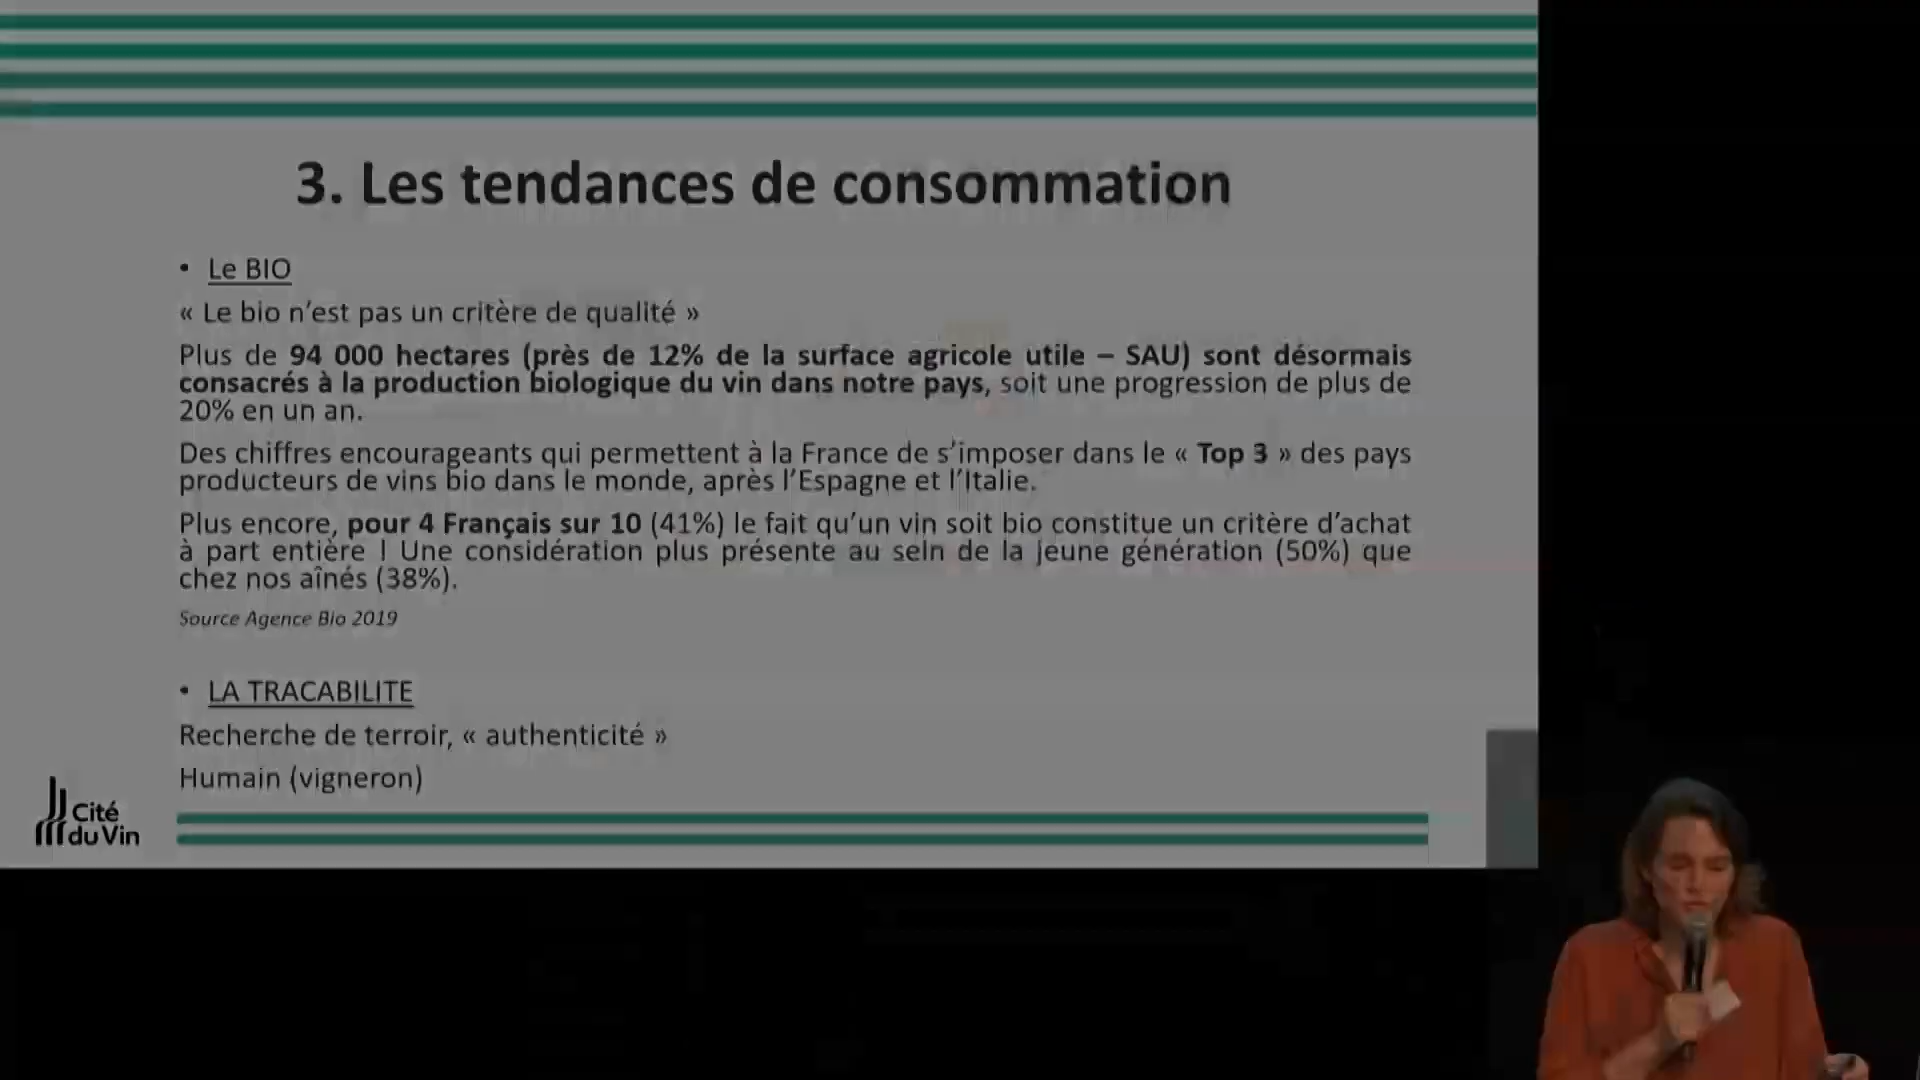 3. Les tendances de consommation
• Le BIO
« Le bio n’est pas un critère de qualité »
Plus de 94 000 hectares (près de 12% de la surface agricole utile – SAU) sont désormais
consacrés à la production biologique du vin dans notre pays, soit une progression de plus de
20% en un an.
Des chiffres encourageants qui permettent à la France de s’imposer dans le « Top 3 » des pays
producteurs de vins bio dans le monde, après l’Espagne et l’Italie.
Plus encore, pour 4 Français sur 10 (41%) le fait qu’un vin soit bio constitue un critère d’achat
à part entière ! Une considération plus présente au sein de la jeune génération (50%) que
chez nos aînés (38%).
Source Agence Bio 2019
• LA TRACABILITE
Recherche de terroir, « authenticité »
Humain (vigneron)
Cité
du Vin